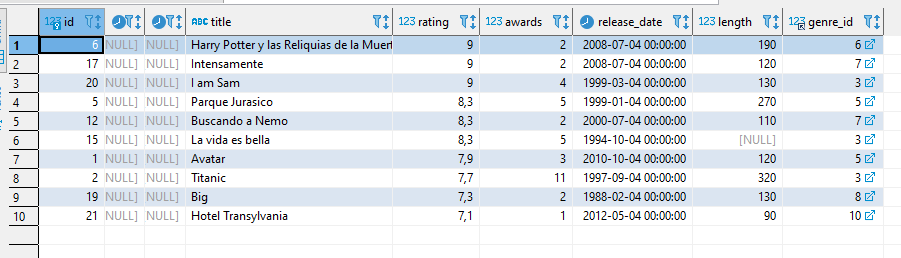 123 id ABC title 123 rating 123 awards release_date 123 length 123 genre_id
1 6 NULL] NULL] Harry Potter y las Reliquias de la Muert 9 2 2008-07-04 00:00:00 190 6
2 17 NULL] NULL] Intensamente 9 2 2008-07-04 00:00:00 120 7
3 20 NULL] NULL] I am Sam 9 4 1999-03-04 00:00:00 130 3
4 5 NULL] NULL] Parque Jurasico 8,3 5 1999-01-04 00:00:00 270 5
5 12 NULL] NULL] Buscando a Nemo 8,3 2 2000-07-04 00:00:00 110 7
6 15 NULL] NULL] La vida es bella 8,3 5 1994-10-04 00:00:00 [NULL] 3
7 1 NULL] NULL] Avatar 7,9 3 2010-10-04 00:00:00 120 5
8 2 NULL] NULL] Titanic 7,7 11 1997-09-04 00:00:00 320 3
9 19 NULL] NULL] Big 7,3 2 1988-02-04 00:00:00 130 8
10 21 NULL] NULL] Hotel Transylvania 7,1 1 2012-05-04 00:00:00 90 10